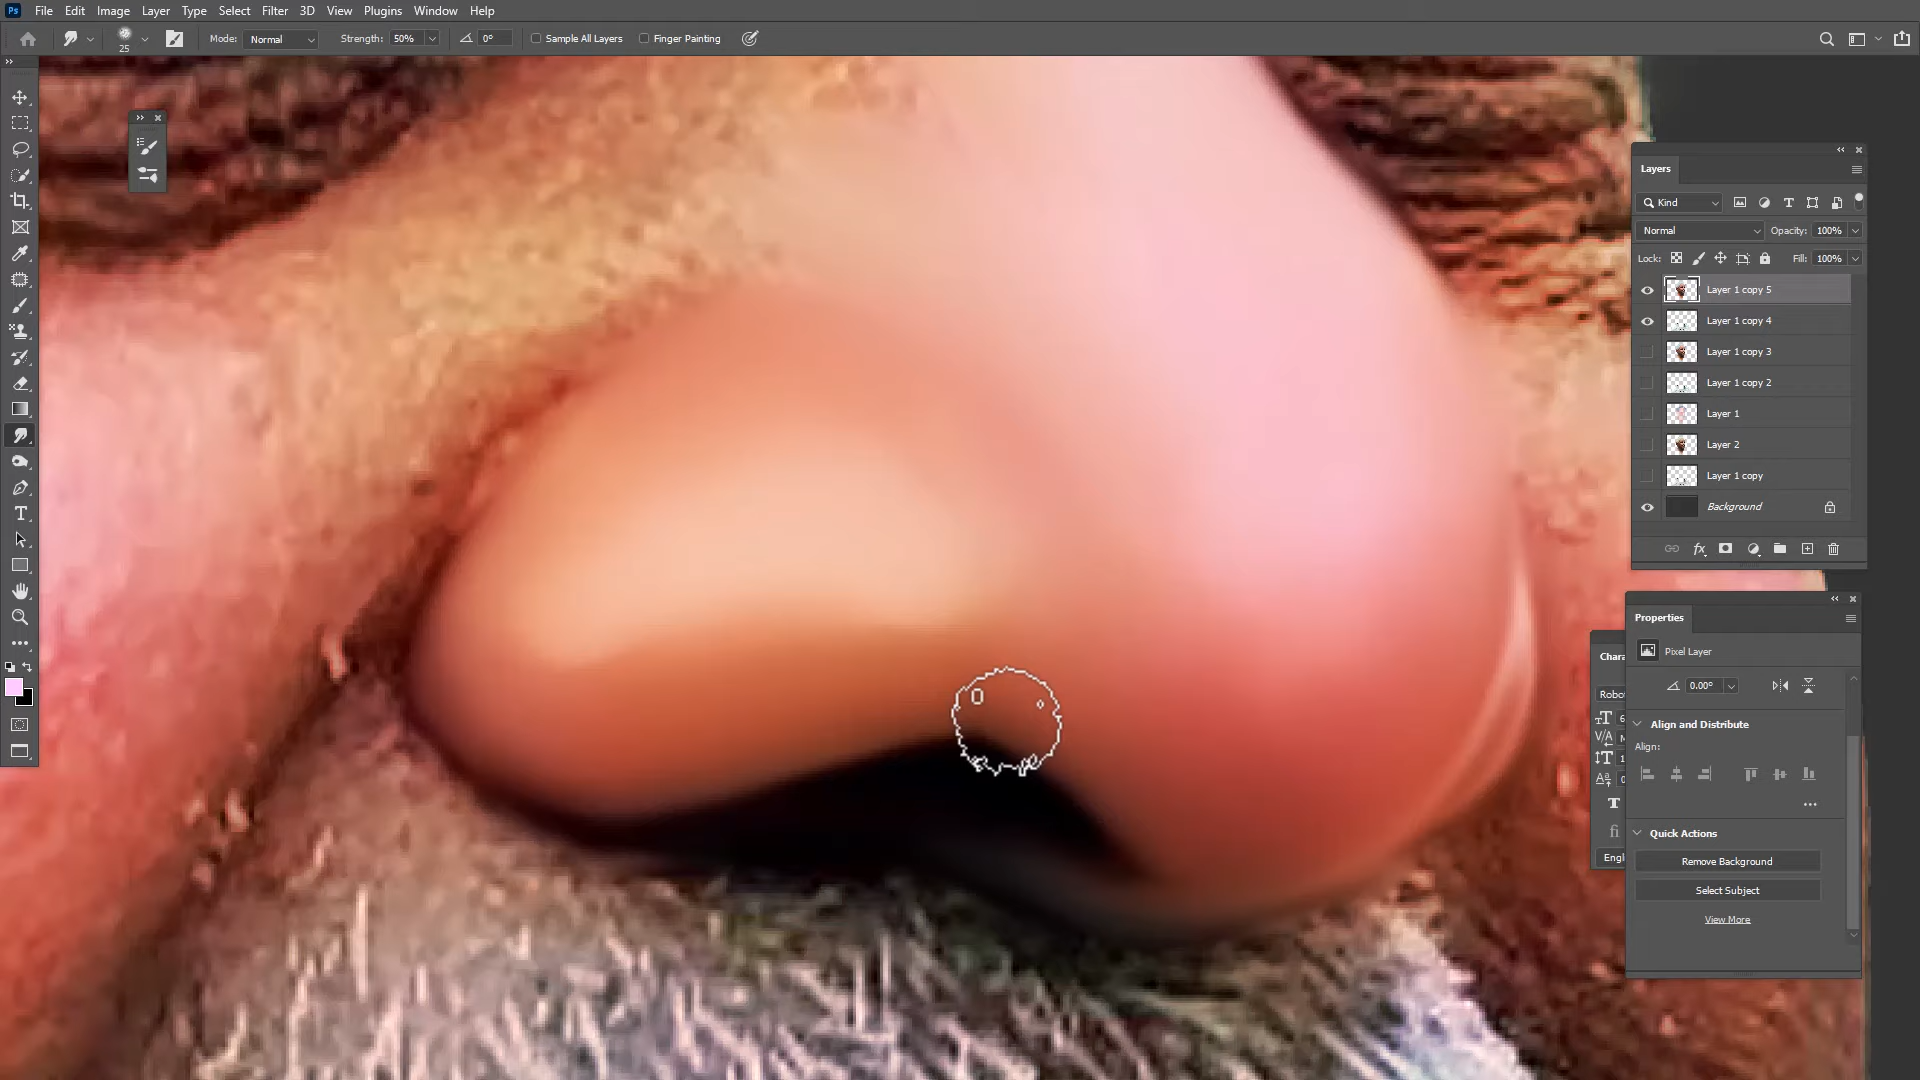 Ps File Edit Image Layer Type Select Filter 3D View Plugins Window Help
25 Mode: Normal Strength: 50% 0° Sample All Layers Finger Painting
Layers
Kind
Normal Opacity: 100%
Lock: Fill: 100%
Layer 1 copy 5
Layer 1 copy 4
Layer 1 copy 3
Layer 1 copy 2
Layer 1
Layer 2
Layer 1 copy
Background
fx
Properties
Chara
Pixel Layer
0.00°
Robot
Align and Distribute
Align:
Quick Actions
Engl
Remove Background
Select Subject
View More